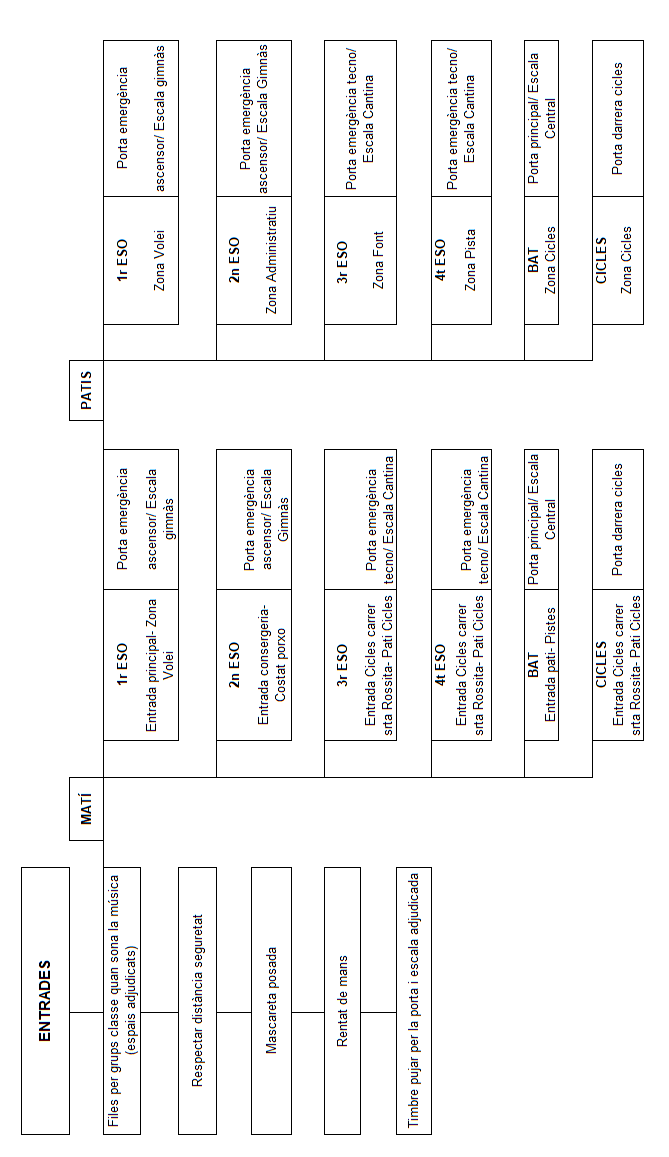 ENTRADES
Files per grups classe quan sona la música
(espais adjudicats)
Respectar distància seguretat
Mascareta posada
Rentat de mans
Timbre pujar per la porta i escala adjudicada
MATÍ
1r ESO
Entrada principal- Zona
Volei
Porta emergència
ascensor/ Escala
gimnàs
2n ESO
Entrada consergeria-
Costat porxo
Porta emergència
ascensor/ Escala
Gimnàs
3r ESO
Entrada Cicles carrer
srta Rossita- Pati Cicles
Porta emergència
tecno/ Escala Cantina
4t ESO
Entrada Cicles carrer
srta Rossita- Pati Cicles
Porta emergència
tecno/ Escala Cantina
BAT
Entrada pati- Pistes
Porta principal/ Escala
Central
CICLES
Entrada Cicles carrer
srta Rossita- Pati Cicles
Porta darrera cicles
PATIS
1r ESO
Zona Volei
Porta emergència
ascensor/ Escala gimnàs
2n ESO
Zona Administratiu
Porta emergència
ascensor/ Escala Gimnàs
3r ESO
Zona Font
Porta emergència tecno/
Escala Cantina
4t ESO
Zona Pista
Porta emergència tecno/
Escala Cantina
BAT
Zona Cicles
Porta principal/ Escala
Central
CICLES
Zona Cicles
Porta darrera cicles